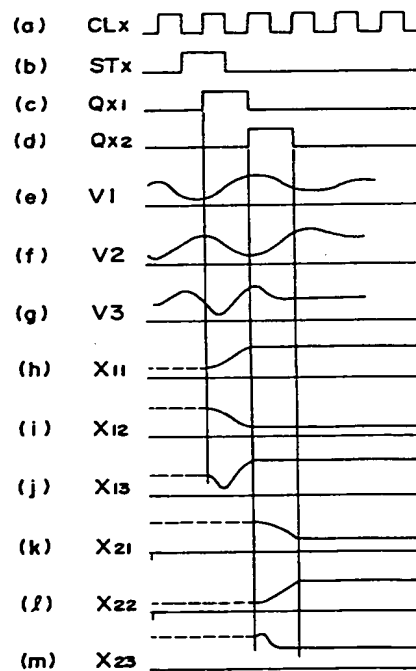 (a) CLx
(b) STx
(c) Qx1
(d) Qx2
(e) V1
(f) V2
(g) V3
(h) X11
(i) X12
(j) X13
(k) X21
(l) X22
(m) X23